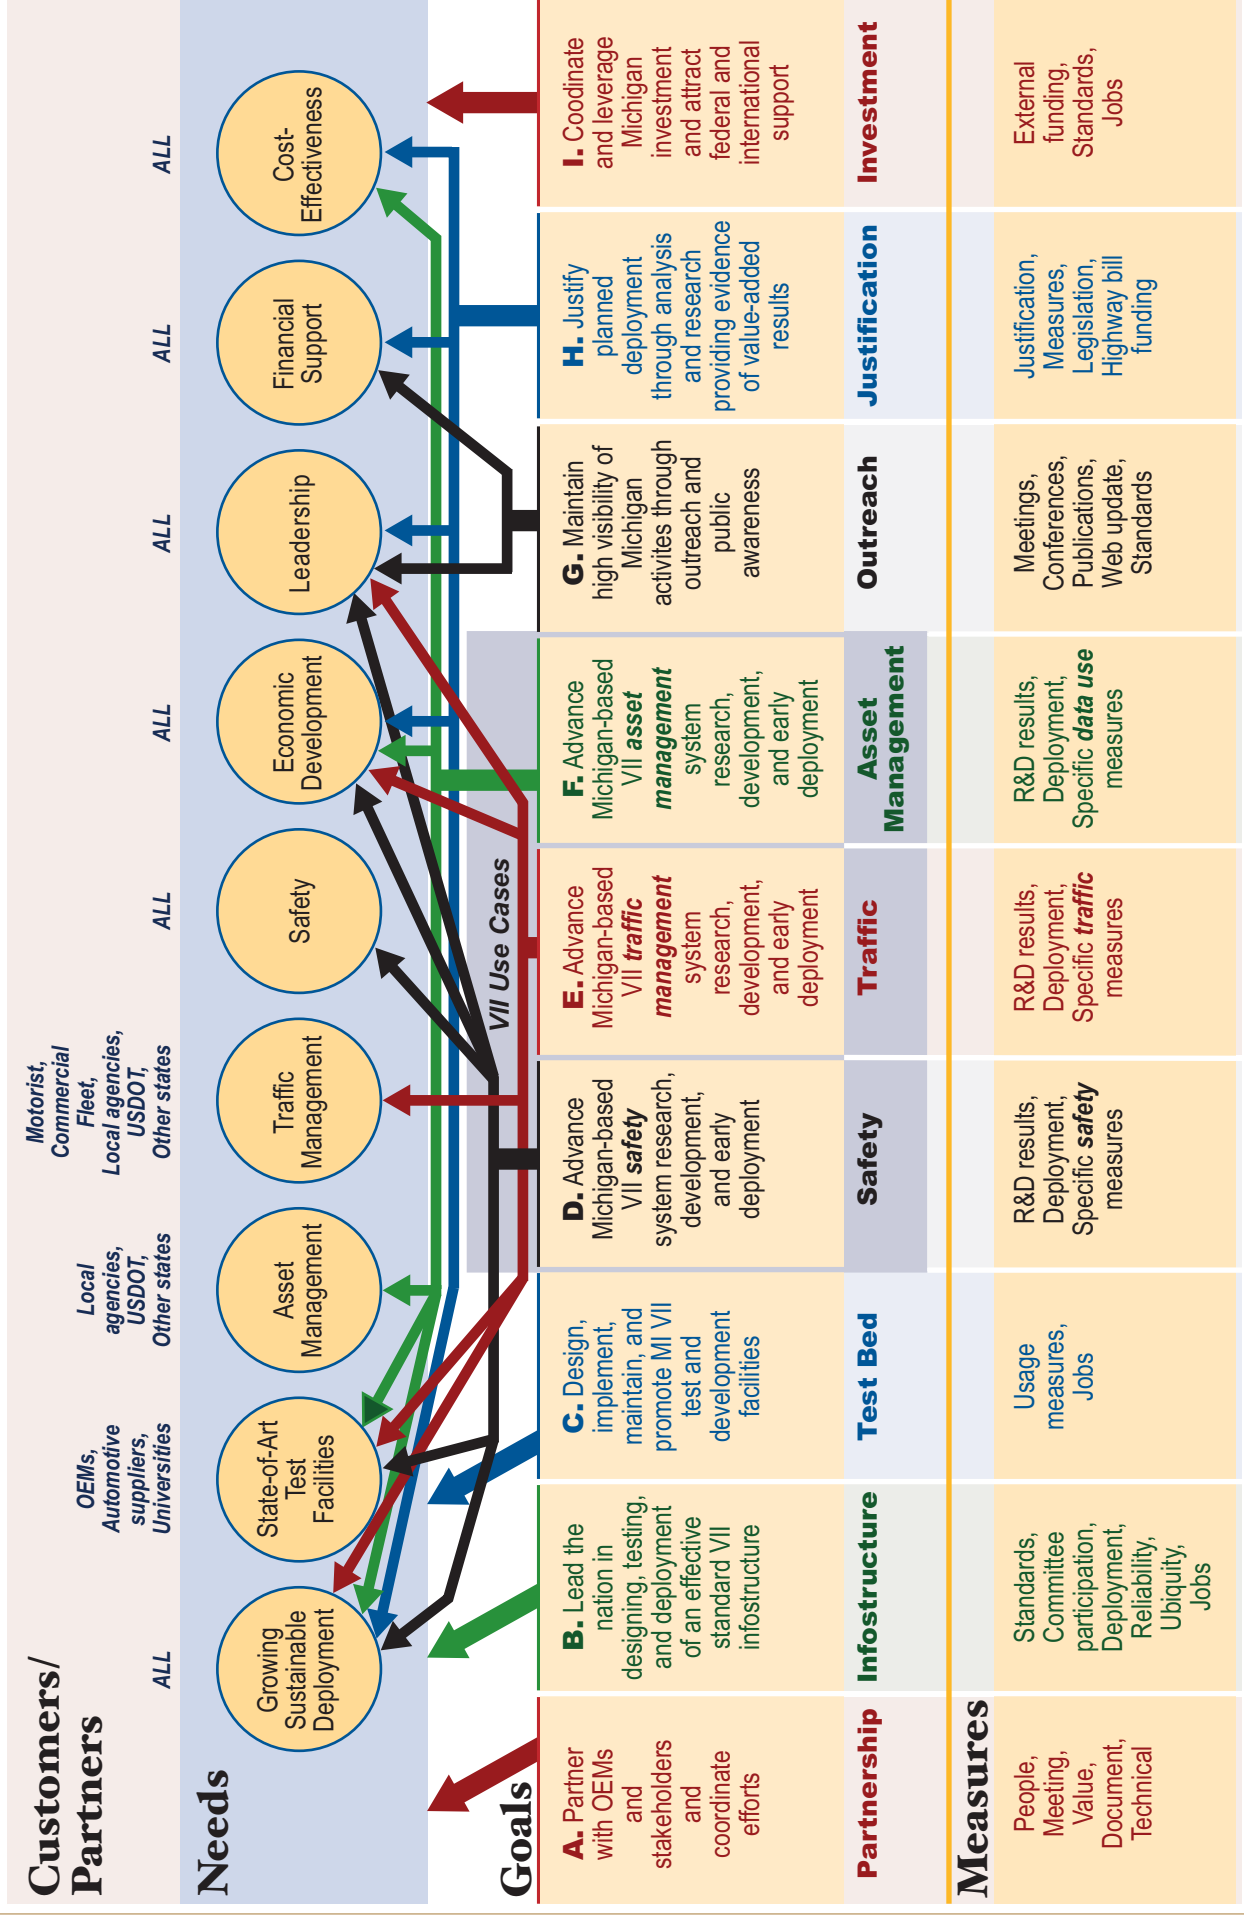 Customers/
Partners
ALL
OEMs,
Automotive
suppliers,
Universities
Local
agencies,
USDOT,
Other states
Motorist,
Commercial
Fleet,
Local agencies,
USDOT,
Other states
ALL
ALL
ALL
ALL
ALL
Needs
Growing
Sustainable
Deployment
State-of-Art
Test
Facilities
Asset
Management
Traffic
Management
Safety
Economic
Development
Leadership
Financial
Support
Cost-
Effectiveness
VII Use Cases
Goals
A. Partner
with OEMs
and
stakeholders
and
coordinate
efforts
B. Lead the
nation in
designing, testing,
and deployment
of an effective
standard VII
infostructure
C. Design,
implement,
maintain, and
promote MI VII
test and
development
facilities
D. Advance
Michigan-based
VII safety
system research,
development,
and early
deployment
E. Advance
Michigan-based
VII traffic
management
system
research,
development,
and early
deployment
F. Advance
Michigan-based
VII asset
management
system
research,
development,
and early
deployment
G. Maintain
high visibility of
Michigan
activites through
outreach and
public
awareness
H. Justify
planned
deployment
through analysis
and research
providing evidence
of value-added
results
I. Coodinate
and leverage
Michigan
investment
and attract
federal and
international
support
Partnership
Infostructure
Test Bed
Safety
Traffic
Asset
Management
Outreach
Justification
Investment
Measures
People,
Meeting,
Value,
Document,
Technical
Standards,
Committee
participation,
Deployment,
Reliability,
Ubiquity,
Jobs
Usage
measures,
Jobs
R&D results,
Deployment,
Specific safety
measures
R&D results,
Deployment,
Specific traffic
measures
R&D results,
Deployment,
Specific data use
measures
Meetings,
Conferences,
Publications,
Web update,
Standards
Justification,
Measures,
Legislation,
Highway bill
funding
External
funding,
Standards,
Jobs